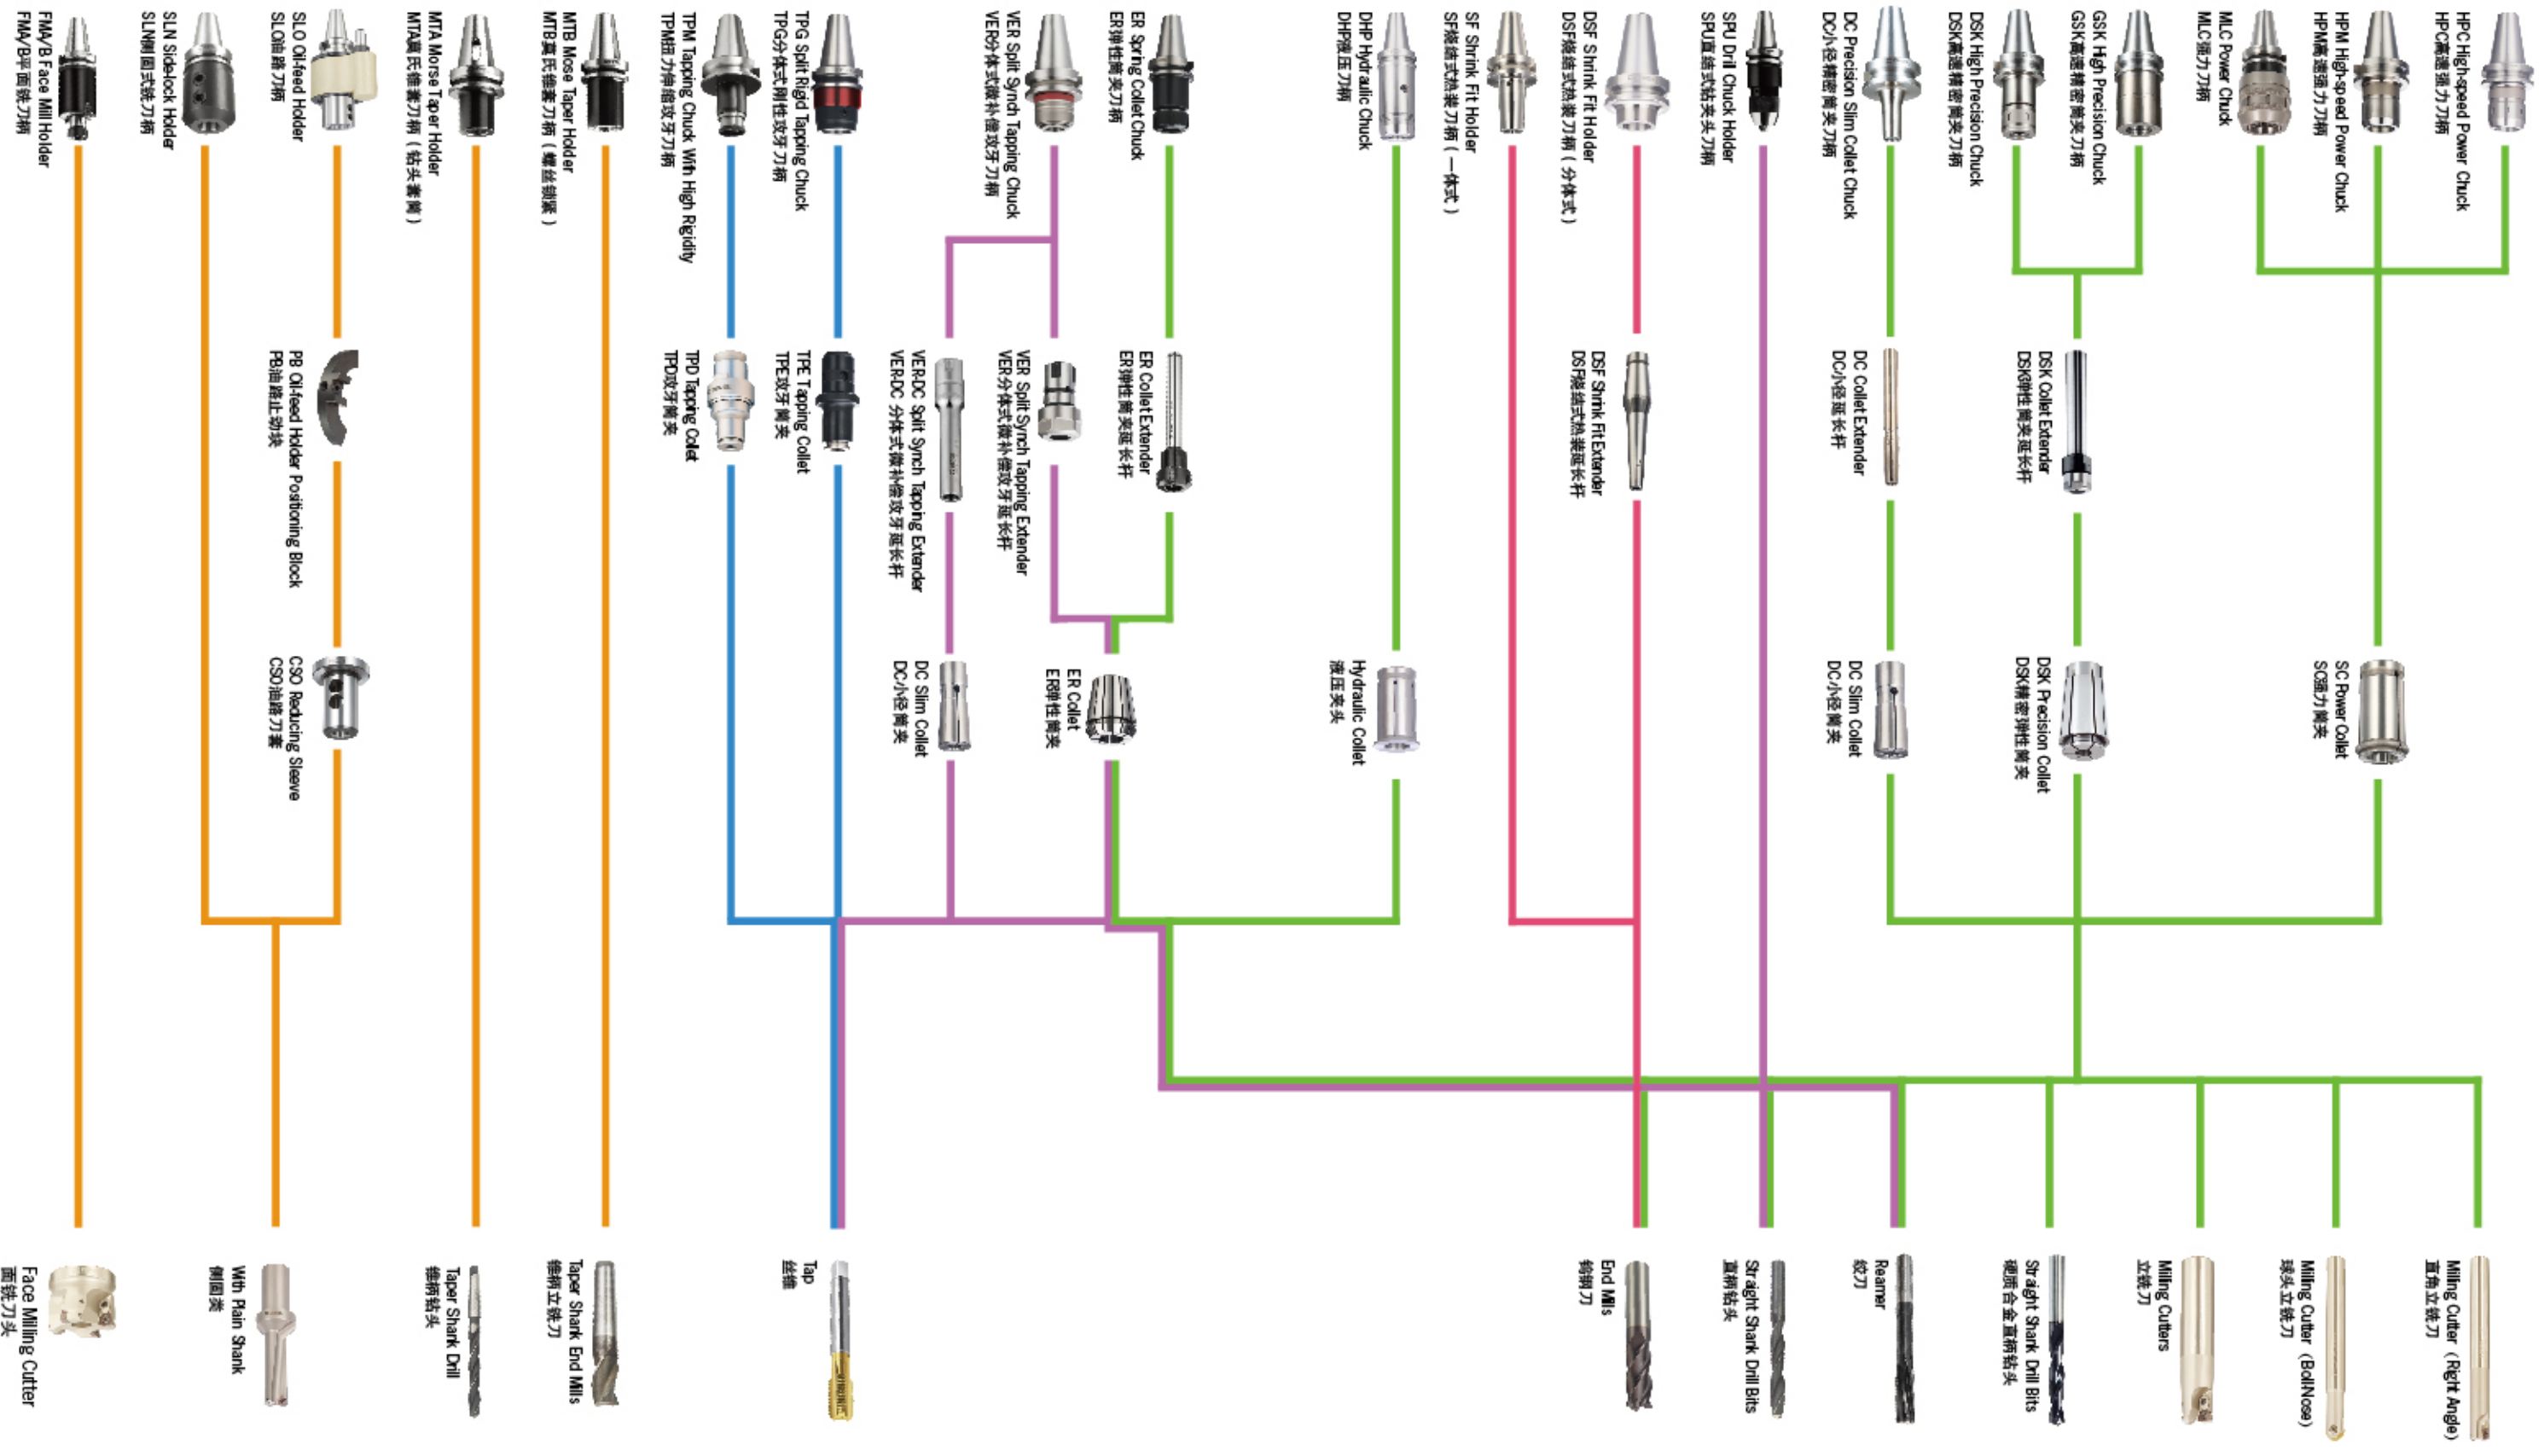 FMA/B Face Mill Holder
FMA/B平面铣刀柄
SLN Side-lock Holder
SLN侧固式铣刀柄
SLO Oil-feed Holder
SLO油路刀柄
MTA Morse Taper Holder
MTA莫氏锥套刀柄（钻头套筒）
MTB Mose Taper Holder
MTB莫氏锥套刀柄（螺丝锁紧）
TPM Tapping Chuck With High Rigidity
TPM扭力伸缩攻牙刀柄
TPG Split Rigid Tapping Chuck
TPG分体式刚性攻牙刀柄
VER Split Synch Tapping Chuck
VER分体式微补偿攻牙刀柄
ER Spring Collet Chuck
ER弹性筒夹刀柄
DHP Hydraulic Chuck
DHP液压刀柄
SF Shrink Fit Holder
SF烧结式热装刀柄（一体式）
DSF Shrink Fit Holder
DSF烧结式热装刀柄（分体式）
SPU Drill Chuck Holder
SPU直结式钻夹头刀柄
DC Precision Slim Collet Chuck
DC小径精密筒夹刀柄
DSK High Precision Chuck
DSK高速精密筒夹刀柄
GSK High Precision Chuck
GSK高速精密筒夹刀柄
MLC Power Chuck
MLC强力刀柄
HPM High-speed Power Chuck
HPM高速强力刀柄
HPC High-speed Power Chuck
HPC高速强力刀柄
PB Oil-feed Holder Positioning Block
PB油路止动块
TPD Tapping Collet
TPD攻牙筒夹
TPE Tapping Collet
TPE攻牙筒夹
VER-DC Split Synch Tapping Extender
VER-DC 分体式微补偿攻牙延长杆
VER Split Synch Tapping Extender
VER分体式微补偿攻牙延长杆
ER Collet Extender
ER弹性筒夹延长杆
DSF Shrink Fit Extender
DSF烧结式热装延长杆
DC Collet Extender
DC小径延长杆
DSK Collet Extender
DSK弹性筒夹延长杆
CSO Reducing Sleeve
CSO油路刀套
DC Slim Collet
DC小径筒夹
ER Collet
ER弹性筒夹
Hydraulic Collet
液压夹头
DC Slim Collet
DC小径筒夹
DSK Precision Collet
DSK精密弹性筒夹
SC Power Collet
SC强力筒夹
Face Milling Cutter
面铣刀头
With Plain Shank
侧固类
Taper Shank Drill
锥柄钻头
Taper Shank End Mills
锥柄立铣刀
Tap
丝锥
End Mills
钨钢刀
Straight Shank Drill Bits
直柄钻头
Reamer
绞刀
Straight Shank Drill Bits
硬质合金直柄钻头
Milling Cutters
立铣刀
Milling Cutter（BollNose）
球头立铣刀
Milling Cutter（Right Angle）
直角立铣刀